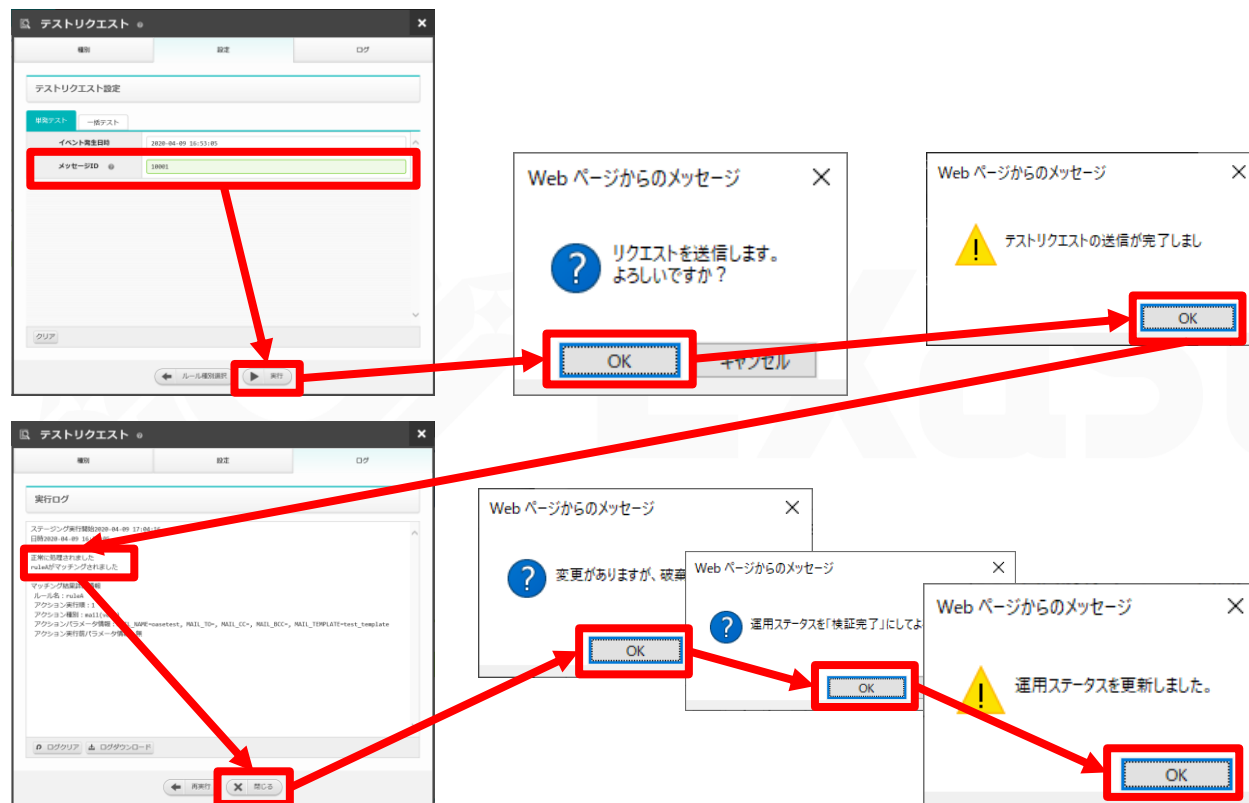 テストリクエスト
種別
設定
ログ
テストリクエスト設定
単発テスト
一括テスト
イベント発生日時
2020-04-09 16:53:05
メッセージID
10001
クリア
ルール種別選択
実行
Web ページからのメッセージ
リクエストを送信します。
よろしいですか？
OK
キャンセル
Web ページからのメッセージ
テストリクエストの送信が完了しまし
OK
テストリクエスト
種別
設定
ログ
実行ログ
ステージング実行開始2020-04-09 17:04
日時2020-04-09
正常に処理されました
ruleAがマッチングされました
マッチング結果
ルール名：ruleA
アクション実行順：1
アクション種別：mail
アクションパラメータ情報： NAME=oasetest, MAIL_TO=, MAIL_CC=, MAIL_BCC=, MAIL_TEMPLATE=test_template
アクション実行前パラメータ情報
ログクリア
ログダウンロード
再実行
閉じる
Web ページからのメッセージ
変更がありますが、破棄
OK
Web ページからのメッセージ
運用ステータスを「検証完了」にしてよ
OK
Web ページからのメッセージ
運用ステータスを更新しました。
OK